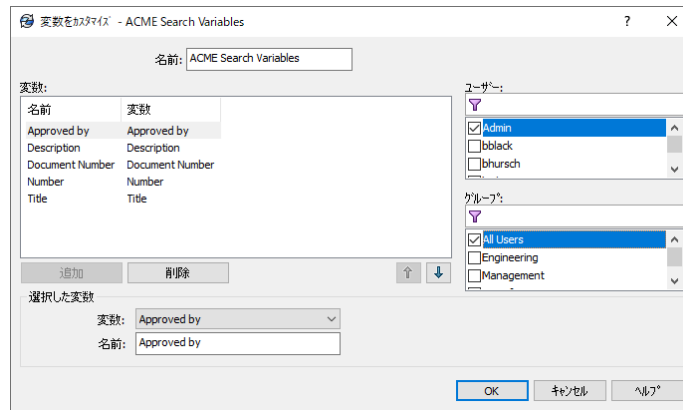 変数をｶｽﾀﾏｲｽﾞ - ACME Search Variables ? ×
名前: ACME Search Variables
変数:
名前 変数
Approved by Approved by
Description Description
Document Number Document Number
Number Number
Title Title
追加 削除
選択した変数
変数: Approved by
名前: Approved by
ﾕｰｻﾞｰ:
Admin
bblack
bhursch
ｸﾞﾙｰﾌﾟ:
All Users
Engineering
Management
OK ｷｬﾝｾﾙ ﾍﾙﾌﾟ